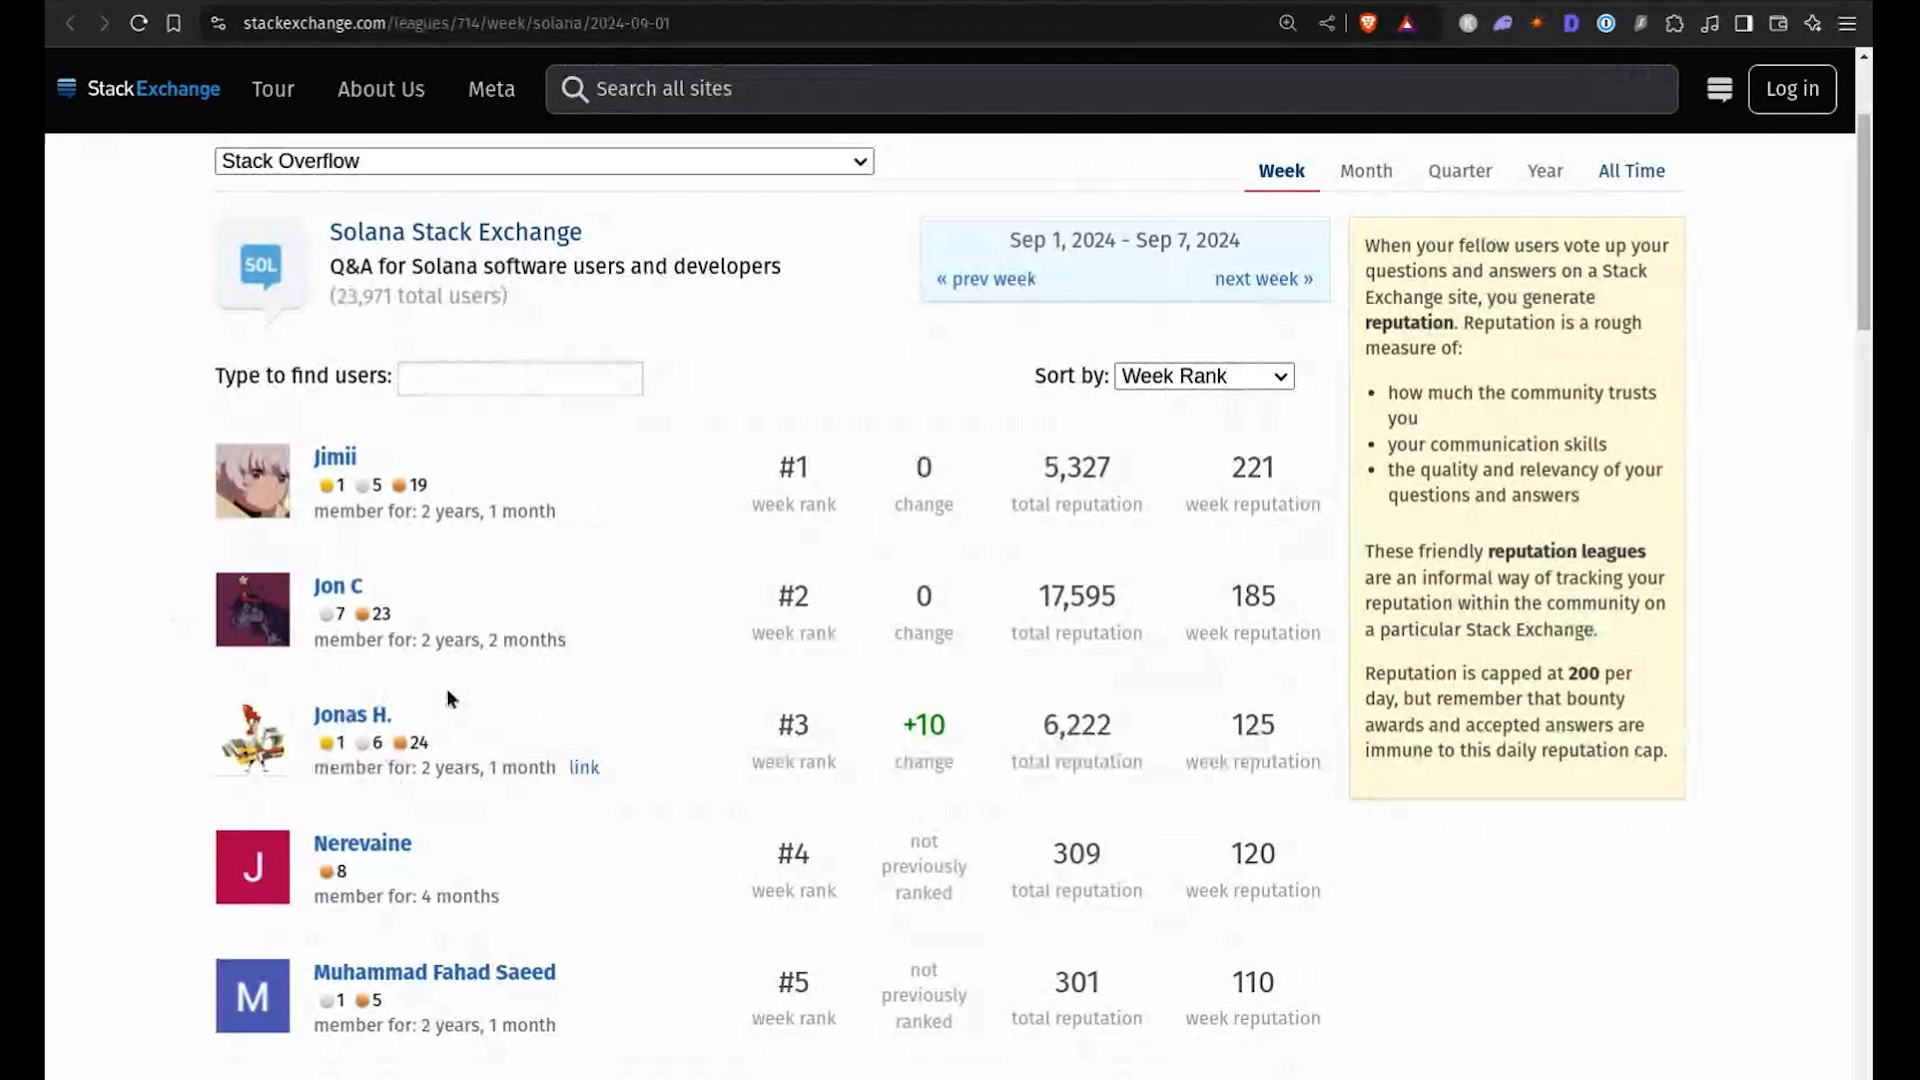 stackexchange.com/leagues/714/week/solana/2024-09-01
StackExchange
Tour
About Us
Meta
Search all sites
Log in
Stack Overflow
Week
Month
Quarter
Year
All Time
SOL
Solana Stack Exchange
Q&A for Solana software users and developers
(23,971 total users)
Sep 1, 2024 - Sep 7, 2024
« prev week
next week »
Type to find users:
Sort by:
Week Rank
Jimii
1 5 19
member for: 2 years, 1 month
#1
week rank
0
change
5,327
total reputation
221
week reputation
Jon C
7 23
member for: 2 years, 2 months
#2
week rank
0
change
17,595
total reputation
185
week reputation
Jonas H.
1 6 24
member for: 2 years, 1 month link
#3
week rank
+10
change
6,222
total reputation
125
week reputation
J
Nerevaine
8
member for: 4 months
#4
week rank
not
previously
ranked
309
total reputation
120
week reputation
M
Muhammad Fahad Saeed
1 5
member for: 2 years, 1 month
#5
week rank
not
previously
ranked
301
total reputation
110
week reputation
When your fellow users vote up your
questions and answers on a Stack
Exchange site, you generate
reputation. Reputation is a rough
measure of:
• how much the community trusts
you
• your communication skills
• the quality and relevancy of your
questions and answers
These friendly reputation leagues
are an informal way of tracking your
reputation within the community on
a particular Stack Exchange.
Reputation is capped at 200 per
day, but remember that bounty
awards and accepted answers are
immune to this daily reputation cap.